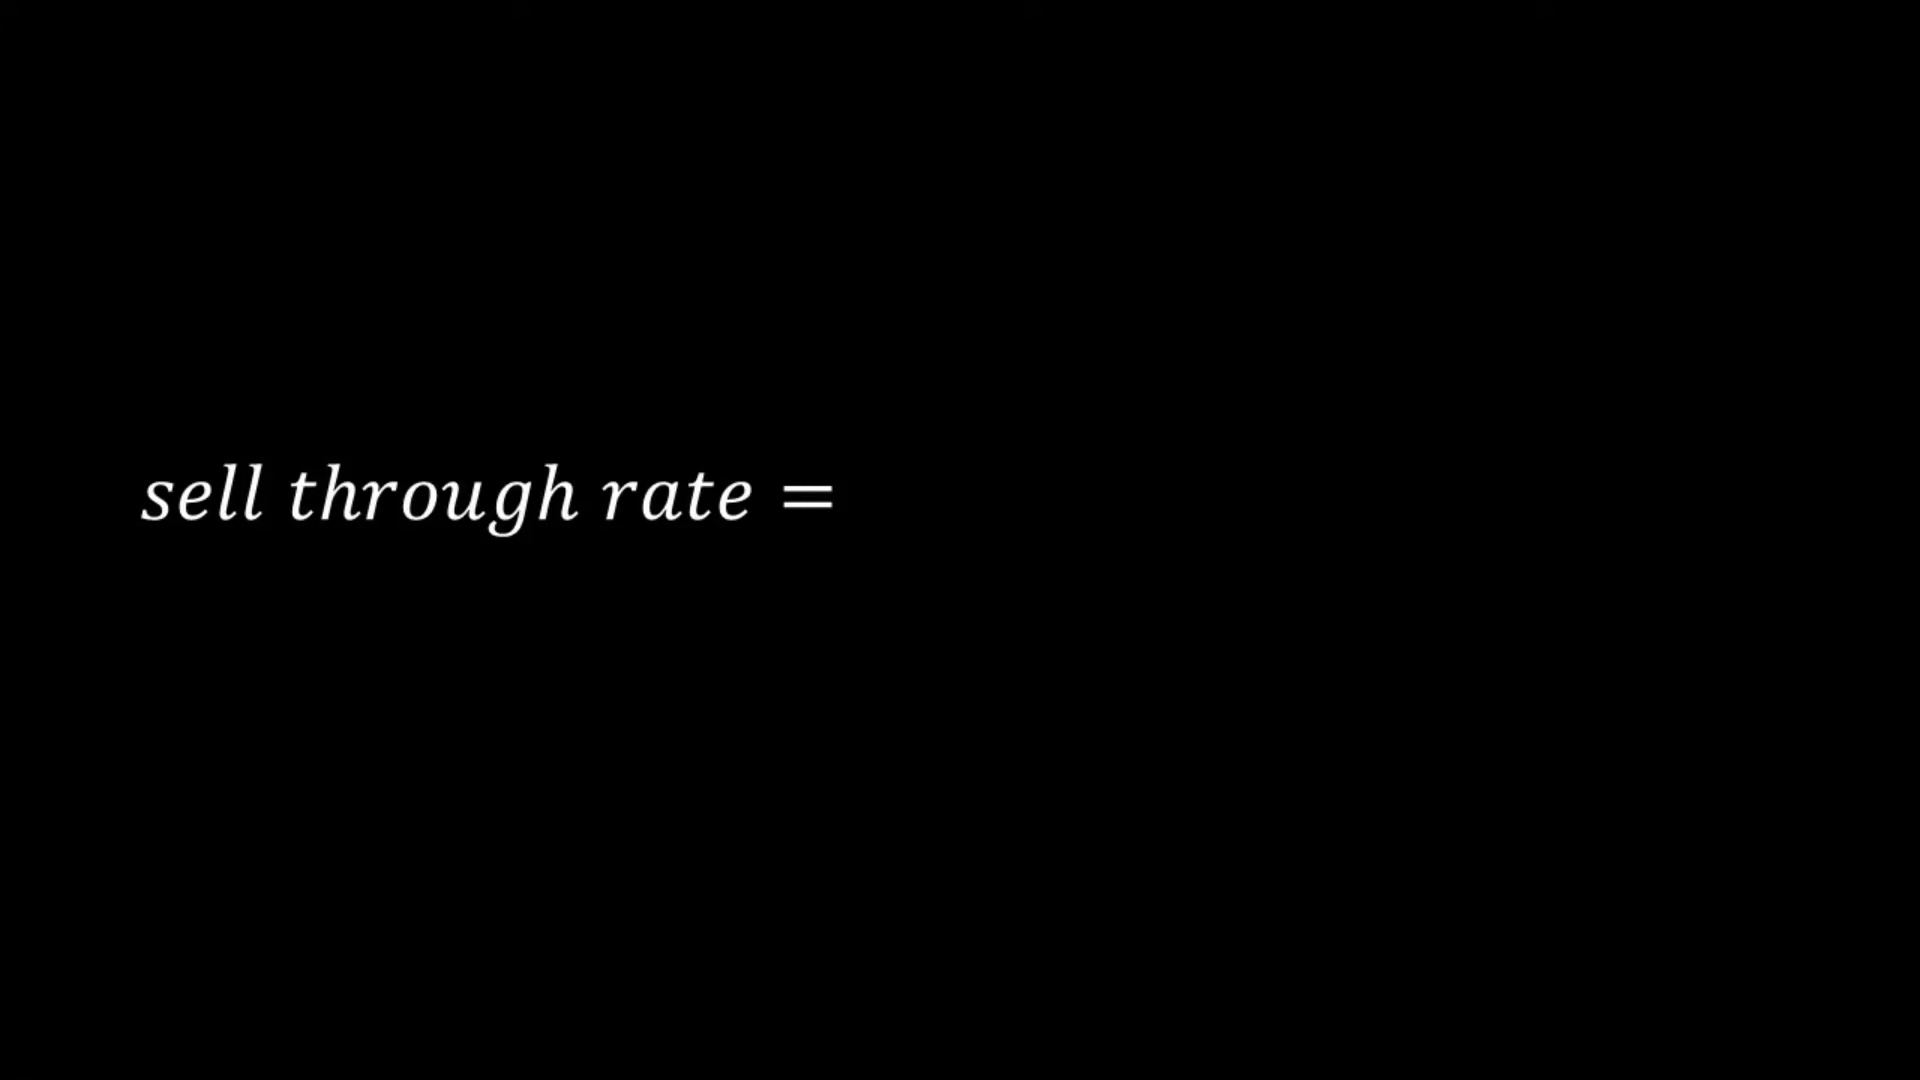 sell through rate =